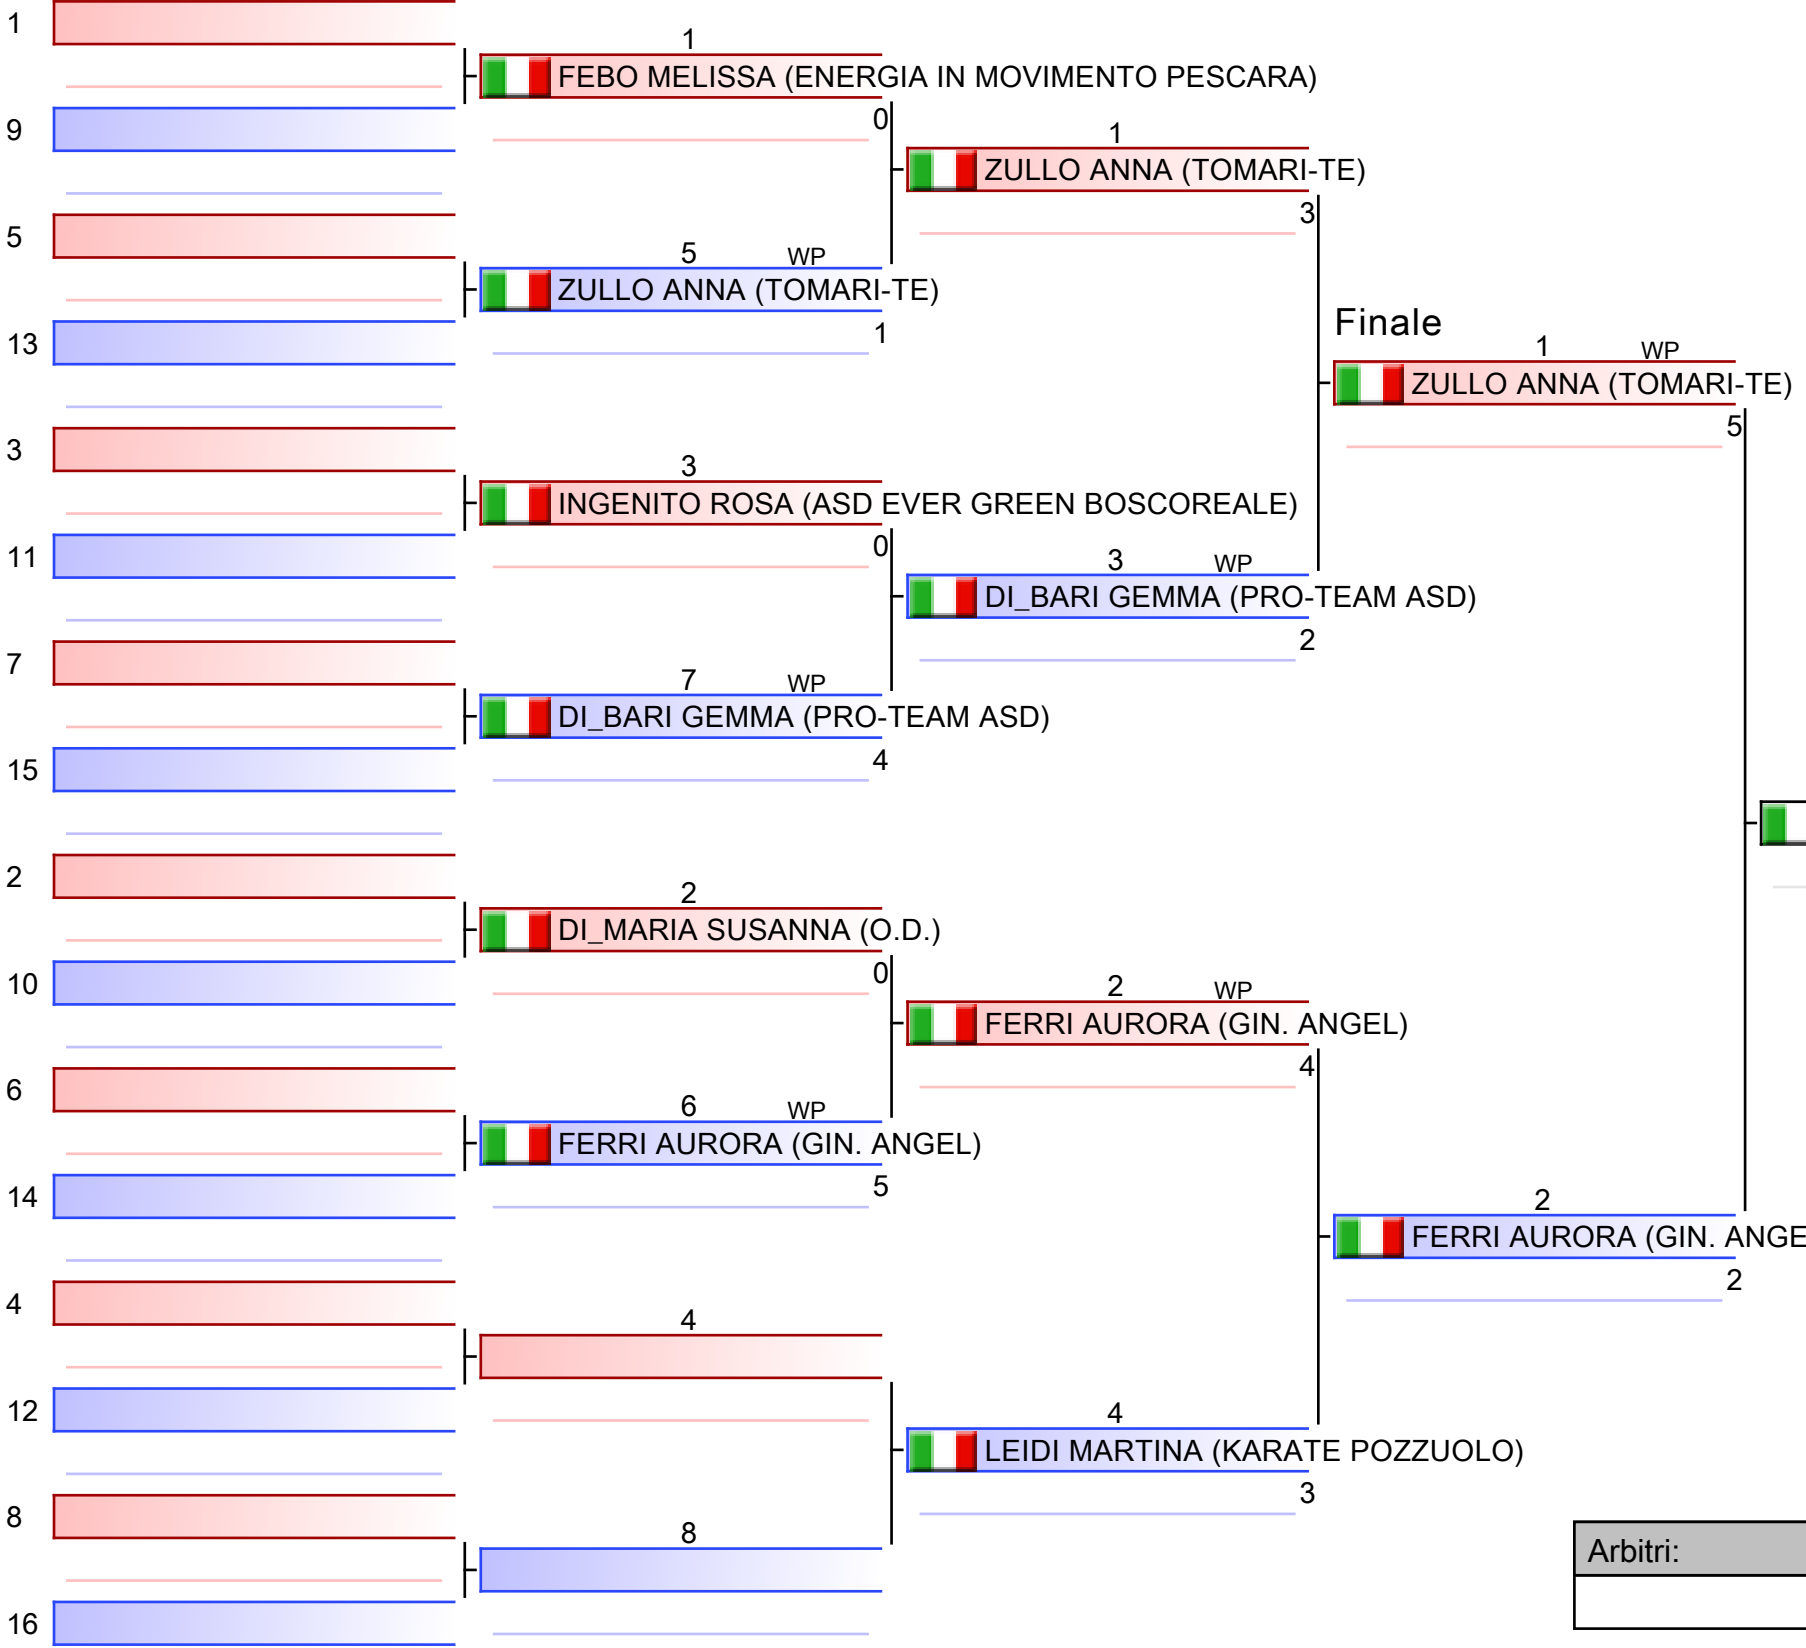 1
9
5
13
3
11
7
15
2
10
6
14
4
12
8
16
1
FEBO MELISSA (ENERGIA IN MOVIMENTO PESCARA)
0
5 WP
ZULLO ANNA (TOMARI-TE)
1
3
INGENITO ROSA (ASD EVER GREEN BOSCOREALE)
0
7 WP
DI_BARI GEMMA (PRO-TEAM ASD)
4
2
DI_MARIA SUSANNA (O.D.)
0
6 WP
FERRI AURORA (GIN. ANGEL)
5
4
8
1
ZULLO ANNA (TOMARI-TE)
3
3 WP
DI_BARI GEMMA (PRO-TEAM ASD)
2
2 WP
FERRI AURORA (GIN. ANGEL)
4
4
LEIDI MARTINA (KARATE POZZUOLO)
3
Finale
1 WP
ZULLO ANNA (TOMARI-TE)
5
2
FERRI AURORA (GIN. ANGE
2
Arbitri: